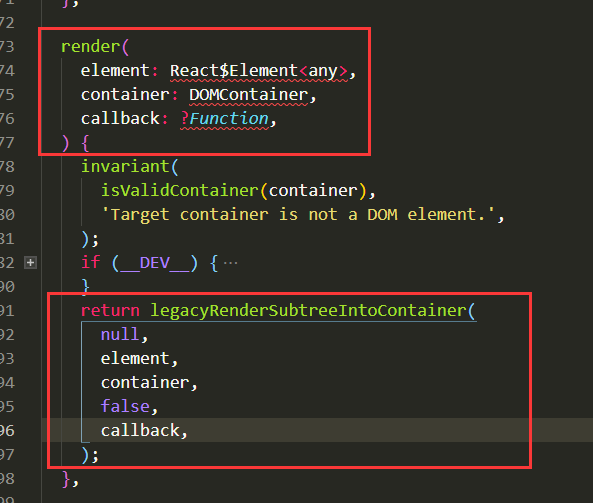 71 },
72
73 render(
74 element: React$Element<any>,
75 container: DOMContainer,
76 callback: ?Function,
77 ) {
78 invariant(
79 isValidContainer(container),
80 'Target container is not a DOM element.',
81 );
82 if (__DEV__) { ···
90 }
91 return legacyRenderSubtreeIntoContainer(
92 null,
93 element,
94 container,
95 false,
96 callback,
97 );
98 },